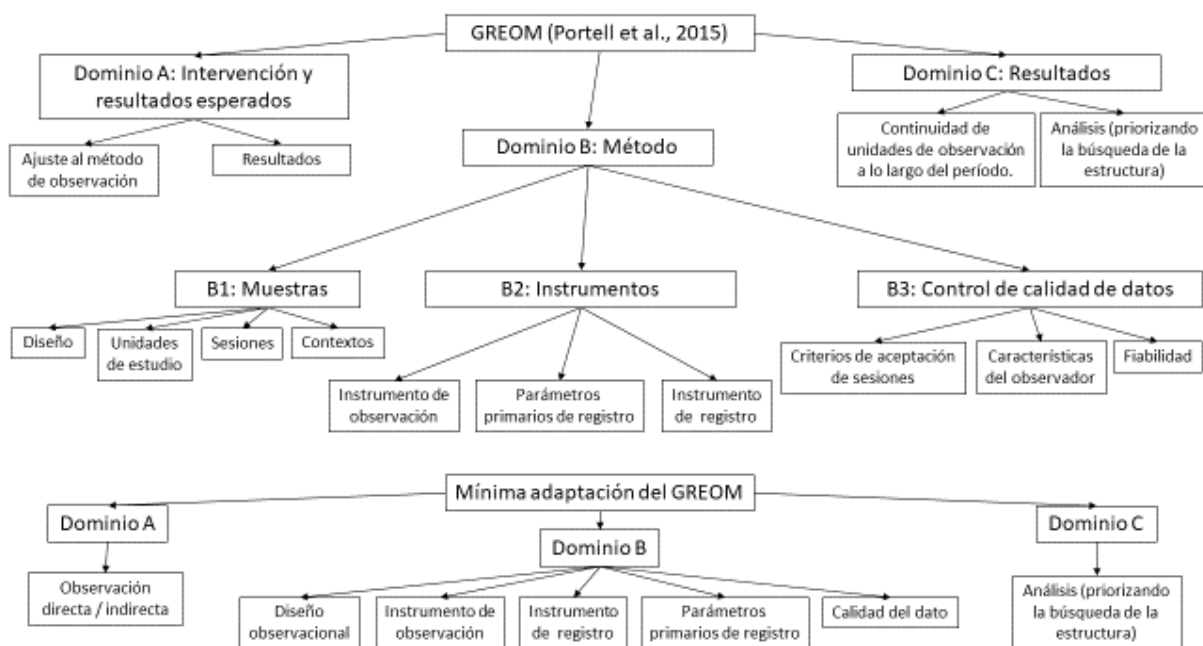 GREOM (Portell et al., 2015)
Dominio A: Intervención y
resultados esperados
Ajuste al método
de observación
Resultados
Dominio B: Método
Dominio C: Resultados
Continuidad de
unidades de observación
a lo largo del período.
Análisis (priorizando
la búsqueda de la
estructura)
B1: Muestras
Diseño
Unidades
de estudio
Sesiones
Contextos
B2: Instrumentos
Instrumento de
observación
Parámetros
primarios de registro
Instrumento
de registro
B3: Control de calidad de datos
Criterios de aceptación
de sesiones
Características
del observador
Fiabilidad
Mínima adaptación del GREOM
Dominio A
Observación
directa / indirecta
Dominio B
Diseño
observacional
Instrumento de
observación
Instrumento
de registro
Parámetros
primarios de registro
Calidad del dato
Dominio C
Análisis (priorizando
la búsqueda de la
estructura)